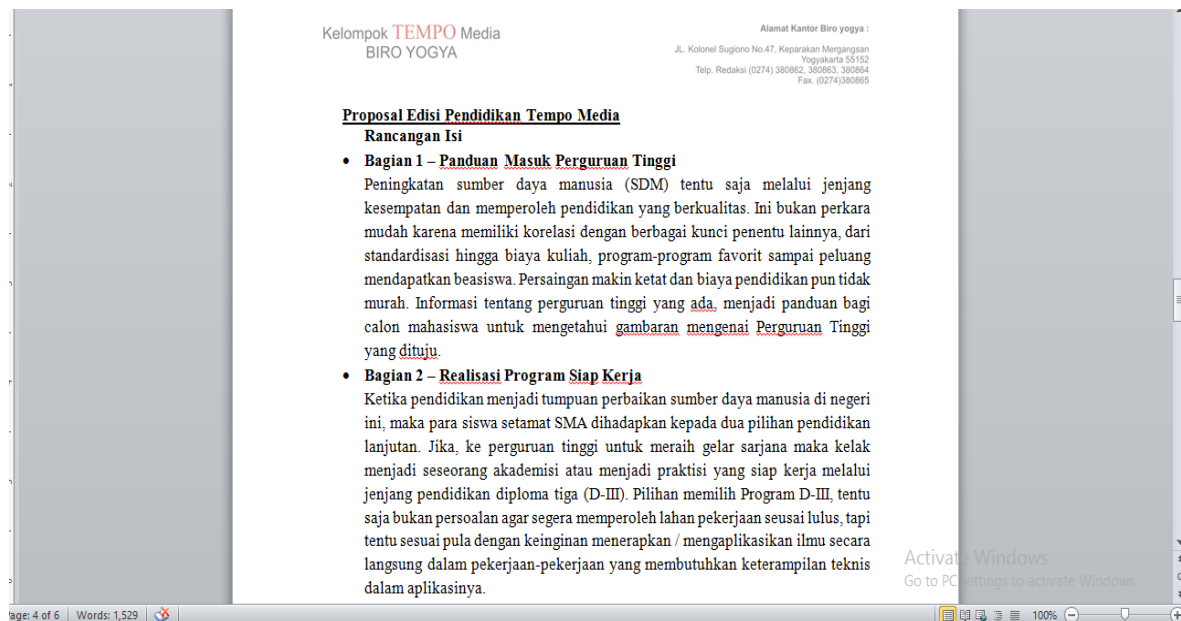 Kelompok TEMPO Media
BIRO YOGYA
Alamat Kantor Biro yogya :
JL. Kolonel Sugiono No.47, Keparakan Mergangsan
Yogyakarta 55152
Telp. Redaksi (0274) 380862, 380863, 380864
Fax. (0274)380865
Proposal Edisi Pendidikan Tempo Media
Rancangan Isi
• Bagian 1 – Panduan Masuk Perguruan Tinggi
Peningkatan sumber daya manusia (SDM) tentu saja melalui jenjang
kesempatan dan memperoleh pendidikan yang berkualitas. Ini bukan perkara
mudah karena memiliki korelasi dengan berbagai kunci penentu lainnya, dari
standardisasi hingga biaya kuliah, program-program favorit sampai peluang
mendapatkan beasiswa. Persaingan makin ketat dan biaya pendidikan pun tidak
murah. Informasi tentang perguruan tinggi yang ada, menjadi panduan bagi
calon mahasiswa untuk mengetahui gambaran mengenai Perguruan Tinggi
yang dituju.
• Bagian 2 – Realisasi Program Siap Kerja
Ketika pendidikan menjadi tumpuan perbaikan sumber daya manusia di negeri
ini, maka para siswa setamat SMA dihadapkan kepada dua pilihan pendidikan
lanjutan. Jika, ke perguruan tinggi untuk meraih gelar sarjana maka kelak
menjadi seseorang akademisi atau menjadi praktisi yang siap kerja melalui
jenjang pendidikan diploma tiga (D-III). Pilihan memilih Program D-III, tentu
saja bukan persoalan agar segera memperoleh lahan pekerjaan seusai lulus, tapi
tentu sesuai pula dengan keinginan menerapkan / mengaplikasikan ilmu secara
langsung dalam pekerjaan-pekerjaan yang membutuhkan keterampilan teknis
dalam aplikasinya.
Activate Windows
Go to PC settings to activate Windows.
age: 4 of 6 Words: 1,529 100%